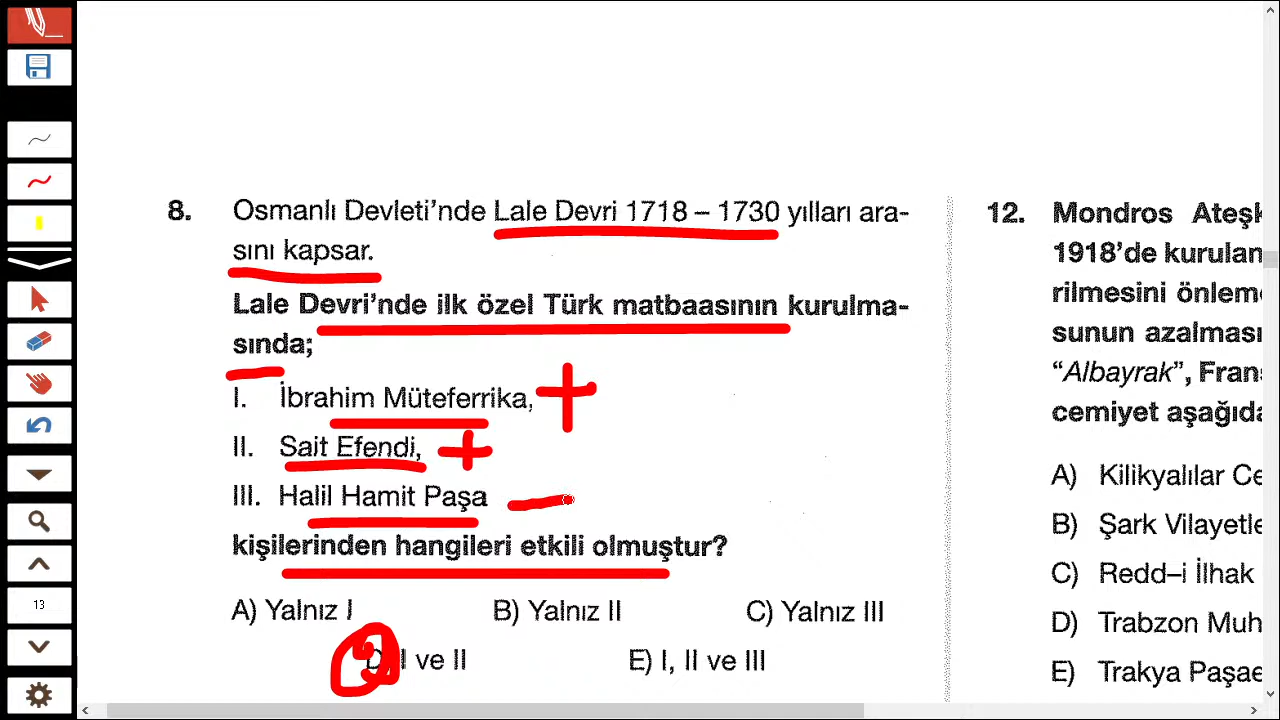 8. Osmanlı Devleti’nde Lale Devri 1718 – 1730 yılları ara-
sını kapsar.
Lale Devri’nde ilk özel Türk matbaasının kurulma-
sında;
I. İbrahim Müteferrika,
II. Sait Efendi,
III. Halil Hamit Paşa
kişilerinden hangileri etkili olmuştur?
A) Yalnız I B) Yalnız II C) Yalnız III
D) I ve II E) I, II ve III
12. Mondros Ateşk
1918’de kurulan
rilmesini önleme
sunun azalması
“Albayrak”, Frans
cemiyet aşağıda
A) Kilikyalılar Ce
B) Şark Vilayetle
C) Redd–i İlhak
D) Trabzon Muh
E) Trakya Paşae
13